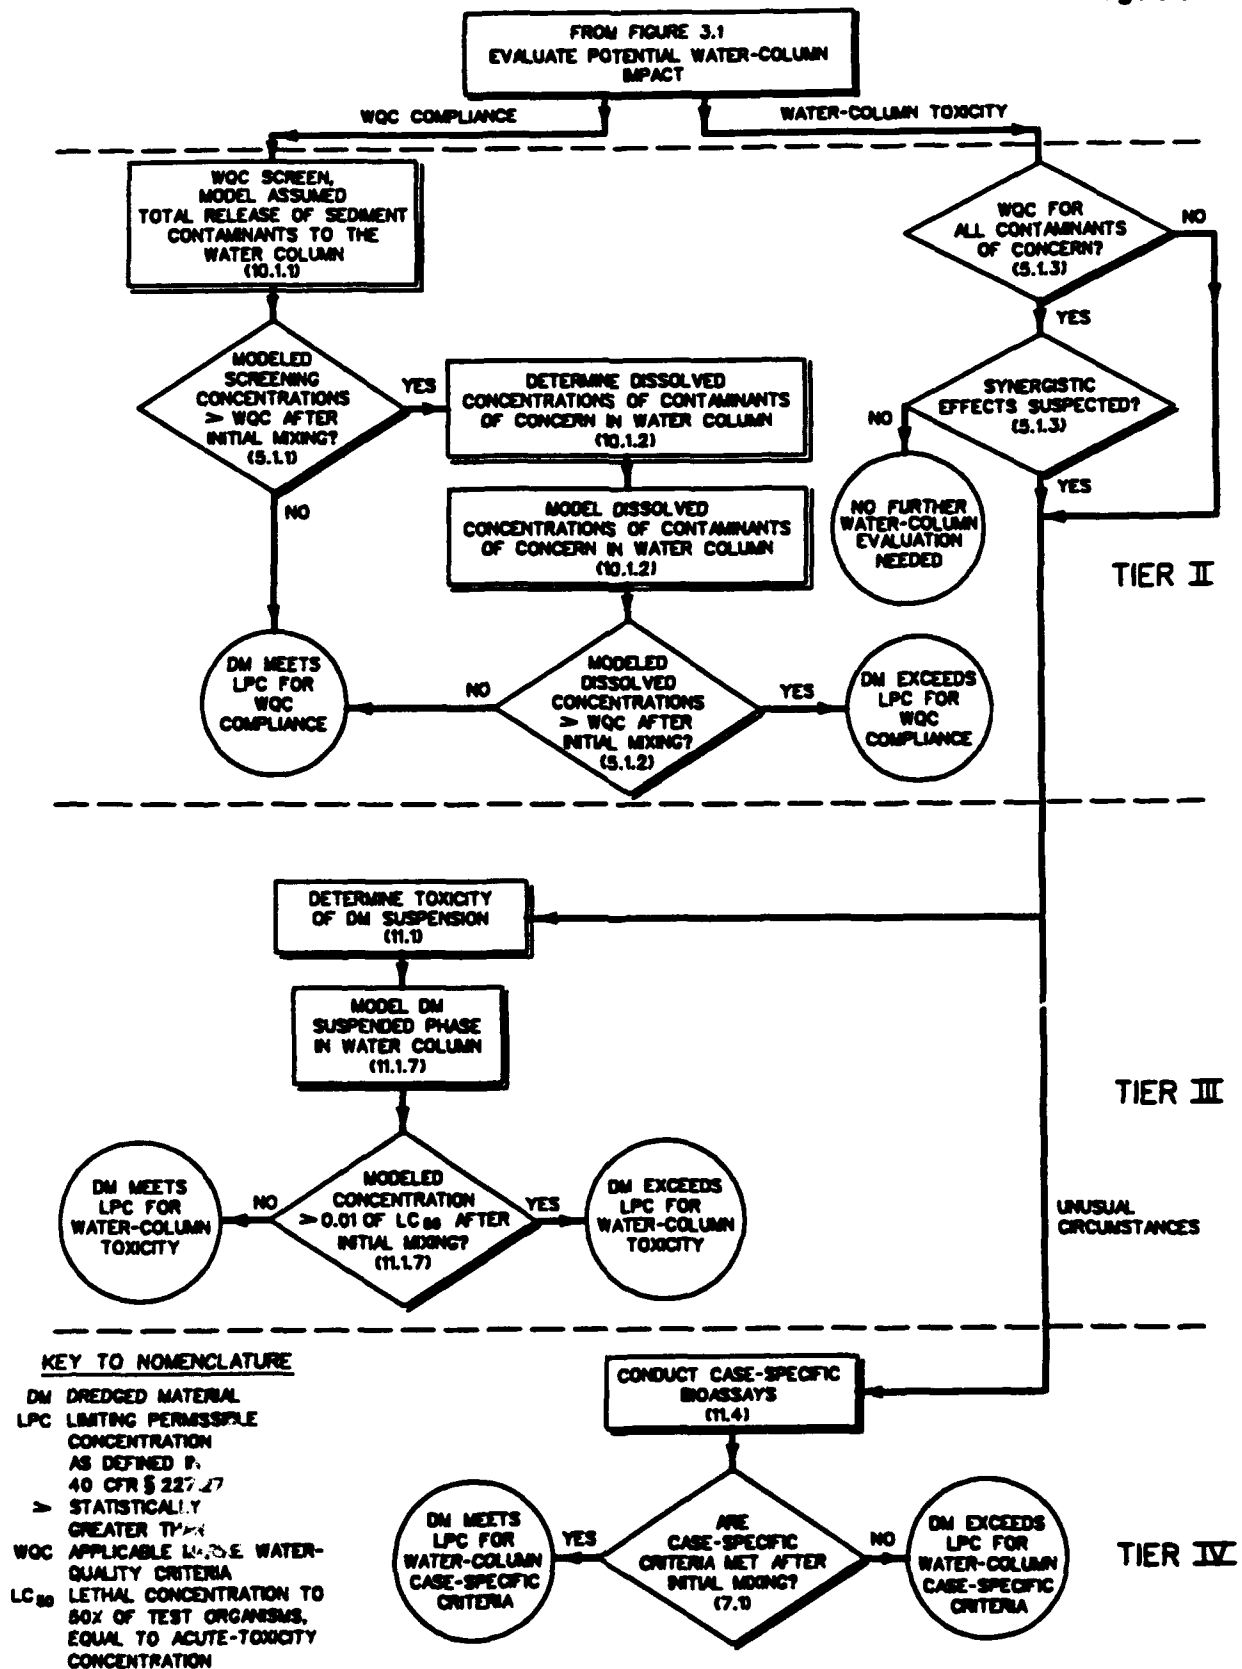 FROM FIGURE 3.1
EVALUATE POTENTIAL WATER-COLUMN
IMPACT
WQC COMPLIANCE
WATER-COLUMN TOXICITY
WQC SCREEN,
MODEL ASSUMED
TOTAL RELEASE OF SEDIMENT
CONTAMINANTS TO THE
WATER COLUMN
(10.1.1)
WQC FOR
ALL CONTAMINANTS
OF CONCERN?
(5.1.3)
NO
YES
MODELED
SCREENING
CONCENTRATIONS
> WQC AFTER
INITIAL MIXING?
(5.1.1)
YES
NO
DETERMINE DISSOLVED
CONCENTRATIONS OF CONTAMINANTS
OF CONCERN IN WATER COLUMN
(10.1.2)
SYNERGISTIC
EFFECTS SUSPECTED?
(5.1.3)
NO
YES
MODEL DISSOLVED
CONCENTRATIONS OF CONTAMINANTS
OF CONCERN IN WATER COLUMN
(10.1.2)
NO FURTHER
WATER-COLUMN
EVALUATION
NEEDED
TIER II
DM MEETS
LPC FOR
WQC
COMPLIANCE
NO
MODELED
DISSOLVED
CONCENTRATIONS
> WQC AFTER
INITIAL MIXING?
(5.1.2)
YES
DM EXCEEDS
LPC FOR
WQC
COMPLIANCE
DETERMINE TOXICITY
OF DM SUSPENSION
(11.1)
MODEL DM
SUSPENDED PHASE
IN WATER COLUMN
(11.1.7)
TIER III
DM MEETS
LPC FOR
WATER-COLUMN
TOXICITY
NO
MODELED
CONCENTRATION
> 0.01 OF LC50 AFTER
INITIAL MIXING?
(11.1.7)
YES
DM EXCEEDS
LPC FOR
WATER-COLUMN
TOXICITY
UNUSUAL
CIRCUMSTANCES
CONDUCT CASE-SPECIFIC
BIOASSAYS
(11.4)
DM MEETS
LPC FOR
WATER-COLUMN
CASE-SPECIFIC
CRITERIA
YES
ARE
CASE-SPECIFIC
CRITERIA MET AFTER
INITIAL MIXING?
(7.1)
NO
DM EXCEEDS
LPC FOR
WATER-COLUMN
CASE-SPECIFIC
CRITERIA
TIER IV
KEY TO NOMENCLATURE
DM DREDGED MATERIAL
LPC LIMITING PERMISSIBLE
CONCENTRATION
AS DEFINED IN
40 CFR § 227.27
> STATISTICALLY
GREATER THAN
WQC APPLICABLE MARINE WATER-
QUALITY CRITERIA
LC50 LETHAL CONCENTRATION TO
50% OF TEST ORGANISMS,
EQUAL TO ACUTE-TOXICITY
CONCENTRATION